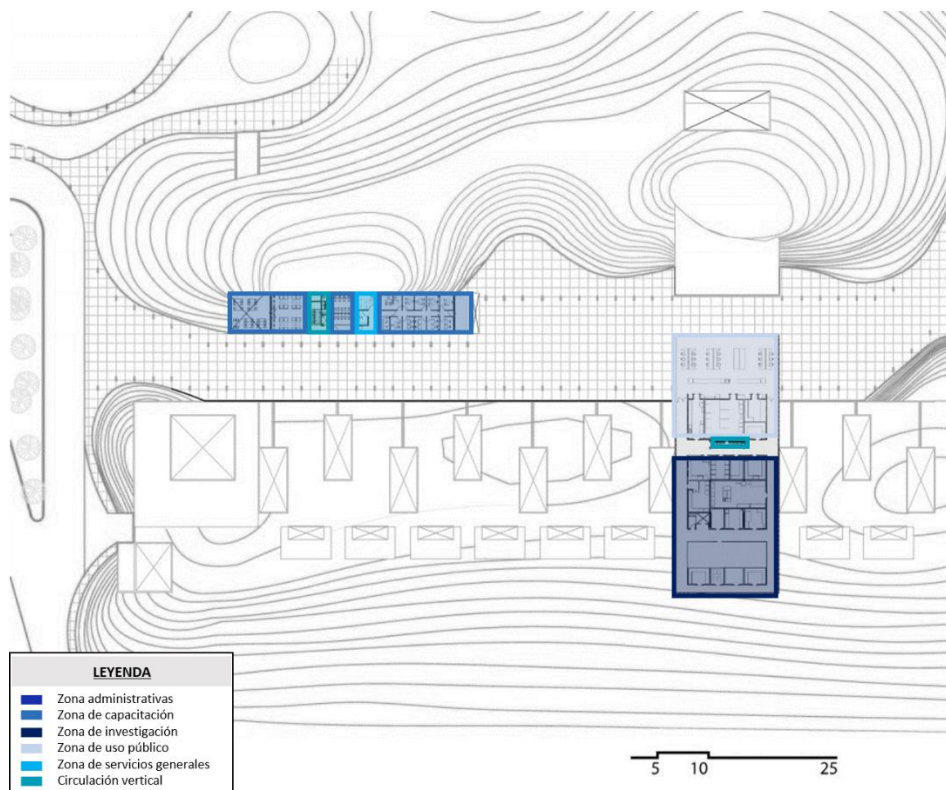 LEYENDA
Zona administrativas
Zona de capacitación
Zona de investigación
Zona de uso público
Zona de servicios generales
Circulación vertical
5 10 25